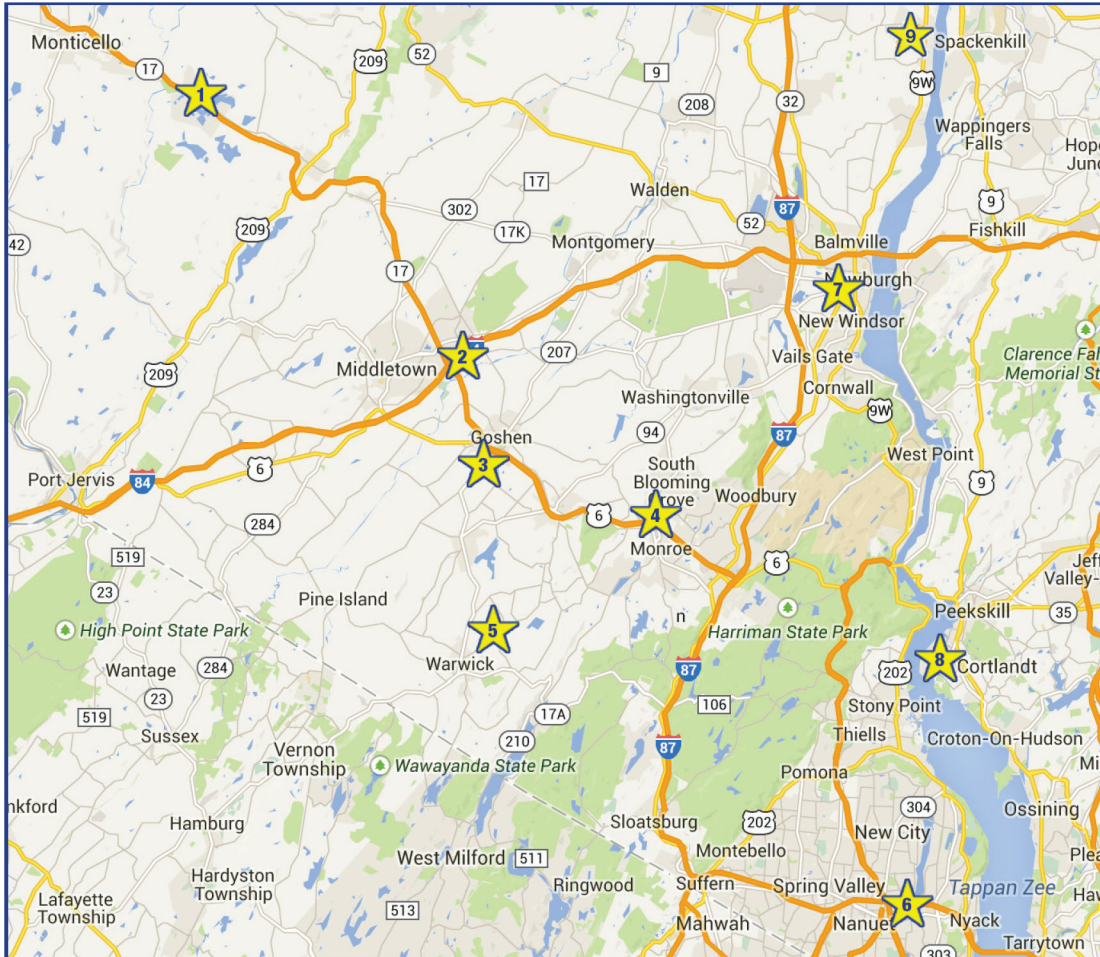 Monticello
17
1
209
52
9
9
Spackenkill
9W
208
32
Wappingers
Falls
17
Walden
302
87
9
209
17K
52
42
Montgomery
Balmville
Fishkill
17
7
New Windsor
2
Middletown
207
Vails Gate
209
Cornwall
Washingtonville
9W
Goshen
94
87
3
West Point
Port Jervis
84
6
South
Blooming
Woodbury
9
4
6
284
Monroe
519
6
23
Pine Island
Peekskill
35
High Point State Park
5
n
Harriman State Park
Wantage
284
Warwick
87
8
Cortlandt
23
202
106
519
17A
Stony Point
Sussex
210
87
Thiells
Croton-On-Hudson
Vernon
Township
Wawayanda State Park
Pomona
Hamburg
Sloatsburg
202
304
Ossining
New City
West Milford
511
Montebello
Hardyston
Township
Ringwood
Suffern
Spring Valley
Tappan Zee
Lafayette
Township
513
6
Mahwah
Nanuet
Nyack
303
Tarrytown